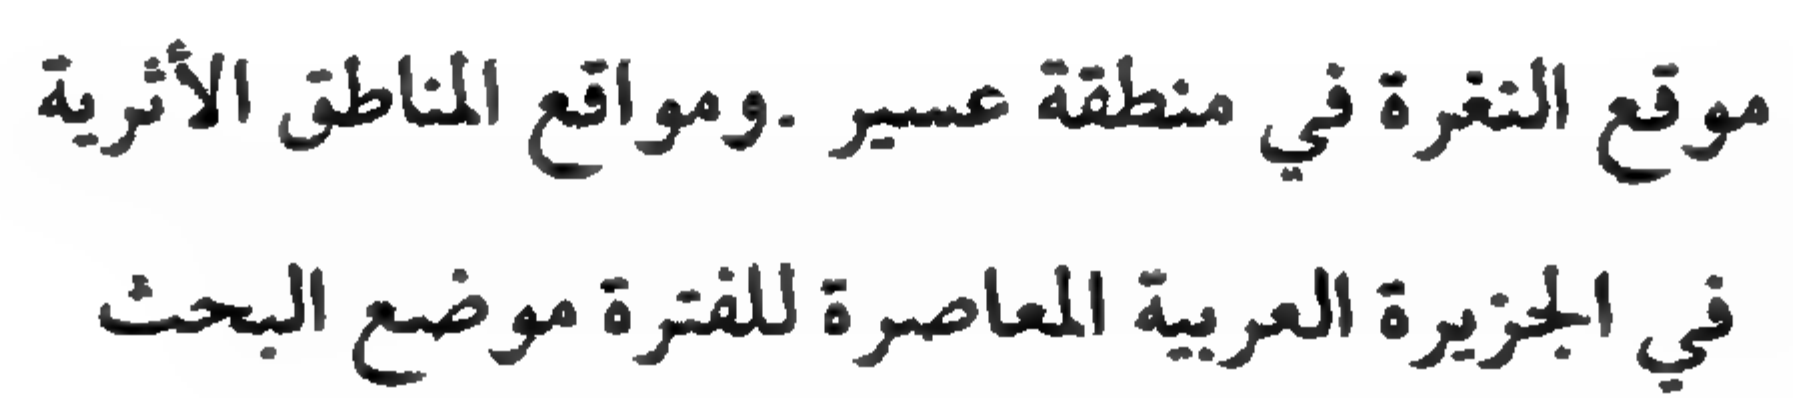 موقع النغرة في منطقة عسير .ومواقع المناطق الأثرية
في الجزيرة العربية المعاصرة للفترة موضع البحث